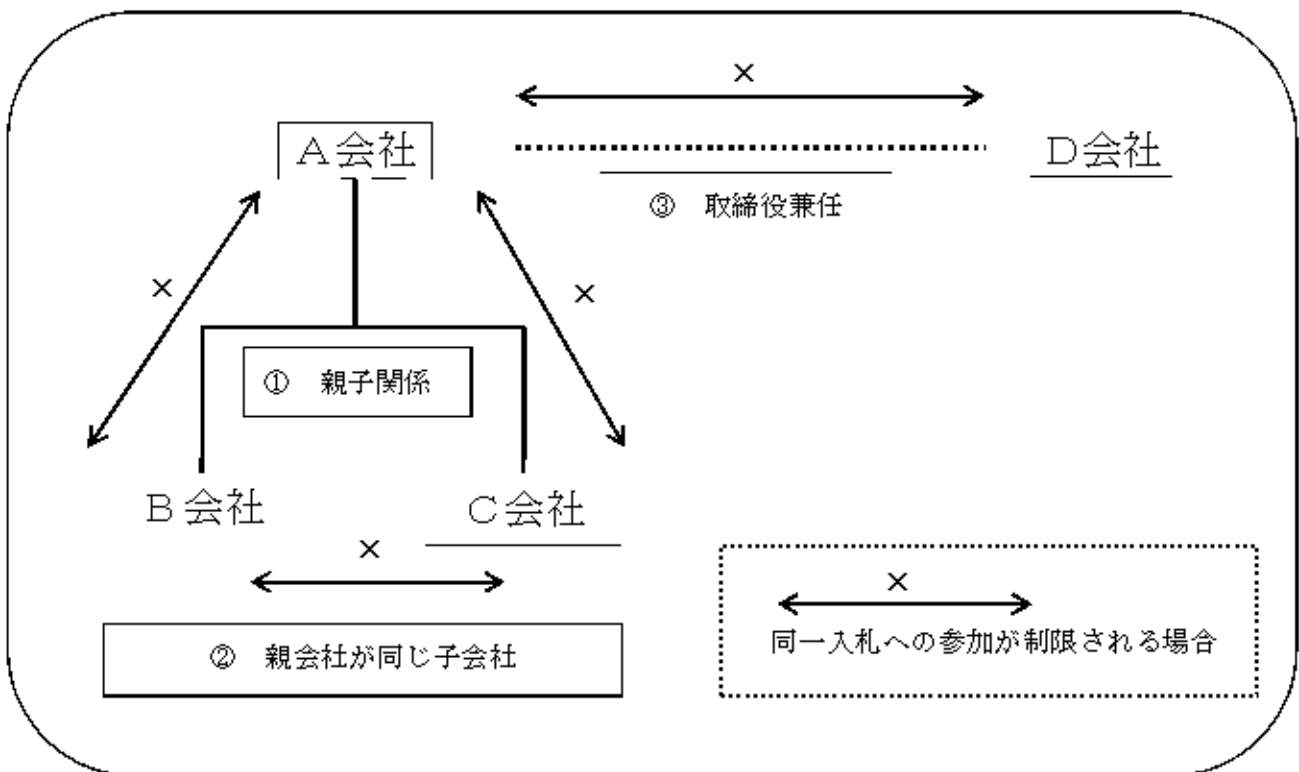 ×
A会社
D会社
③ 取締役兼任
×
×
① 親子関係
B会社
C会社
×
×
② 親会社が同じ子会社
同一入札への参加が制限される場合